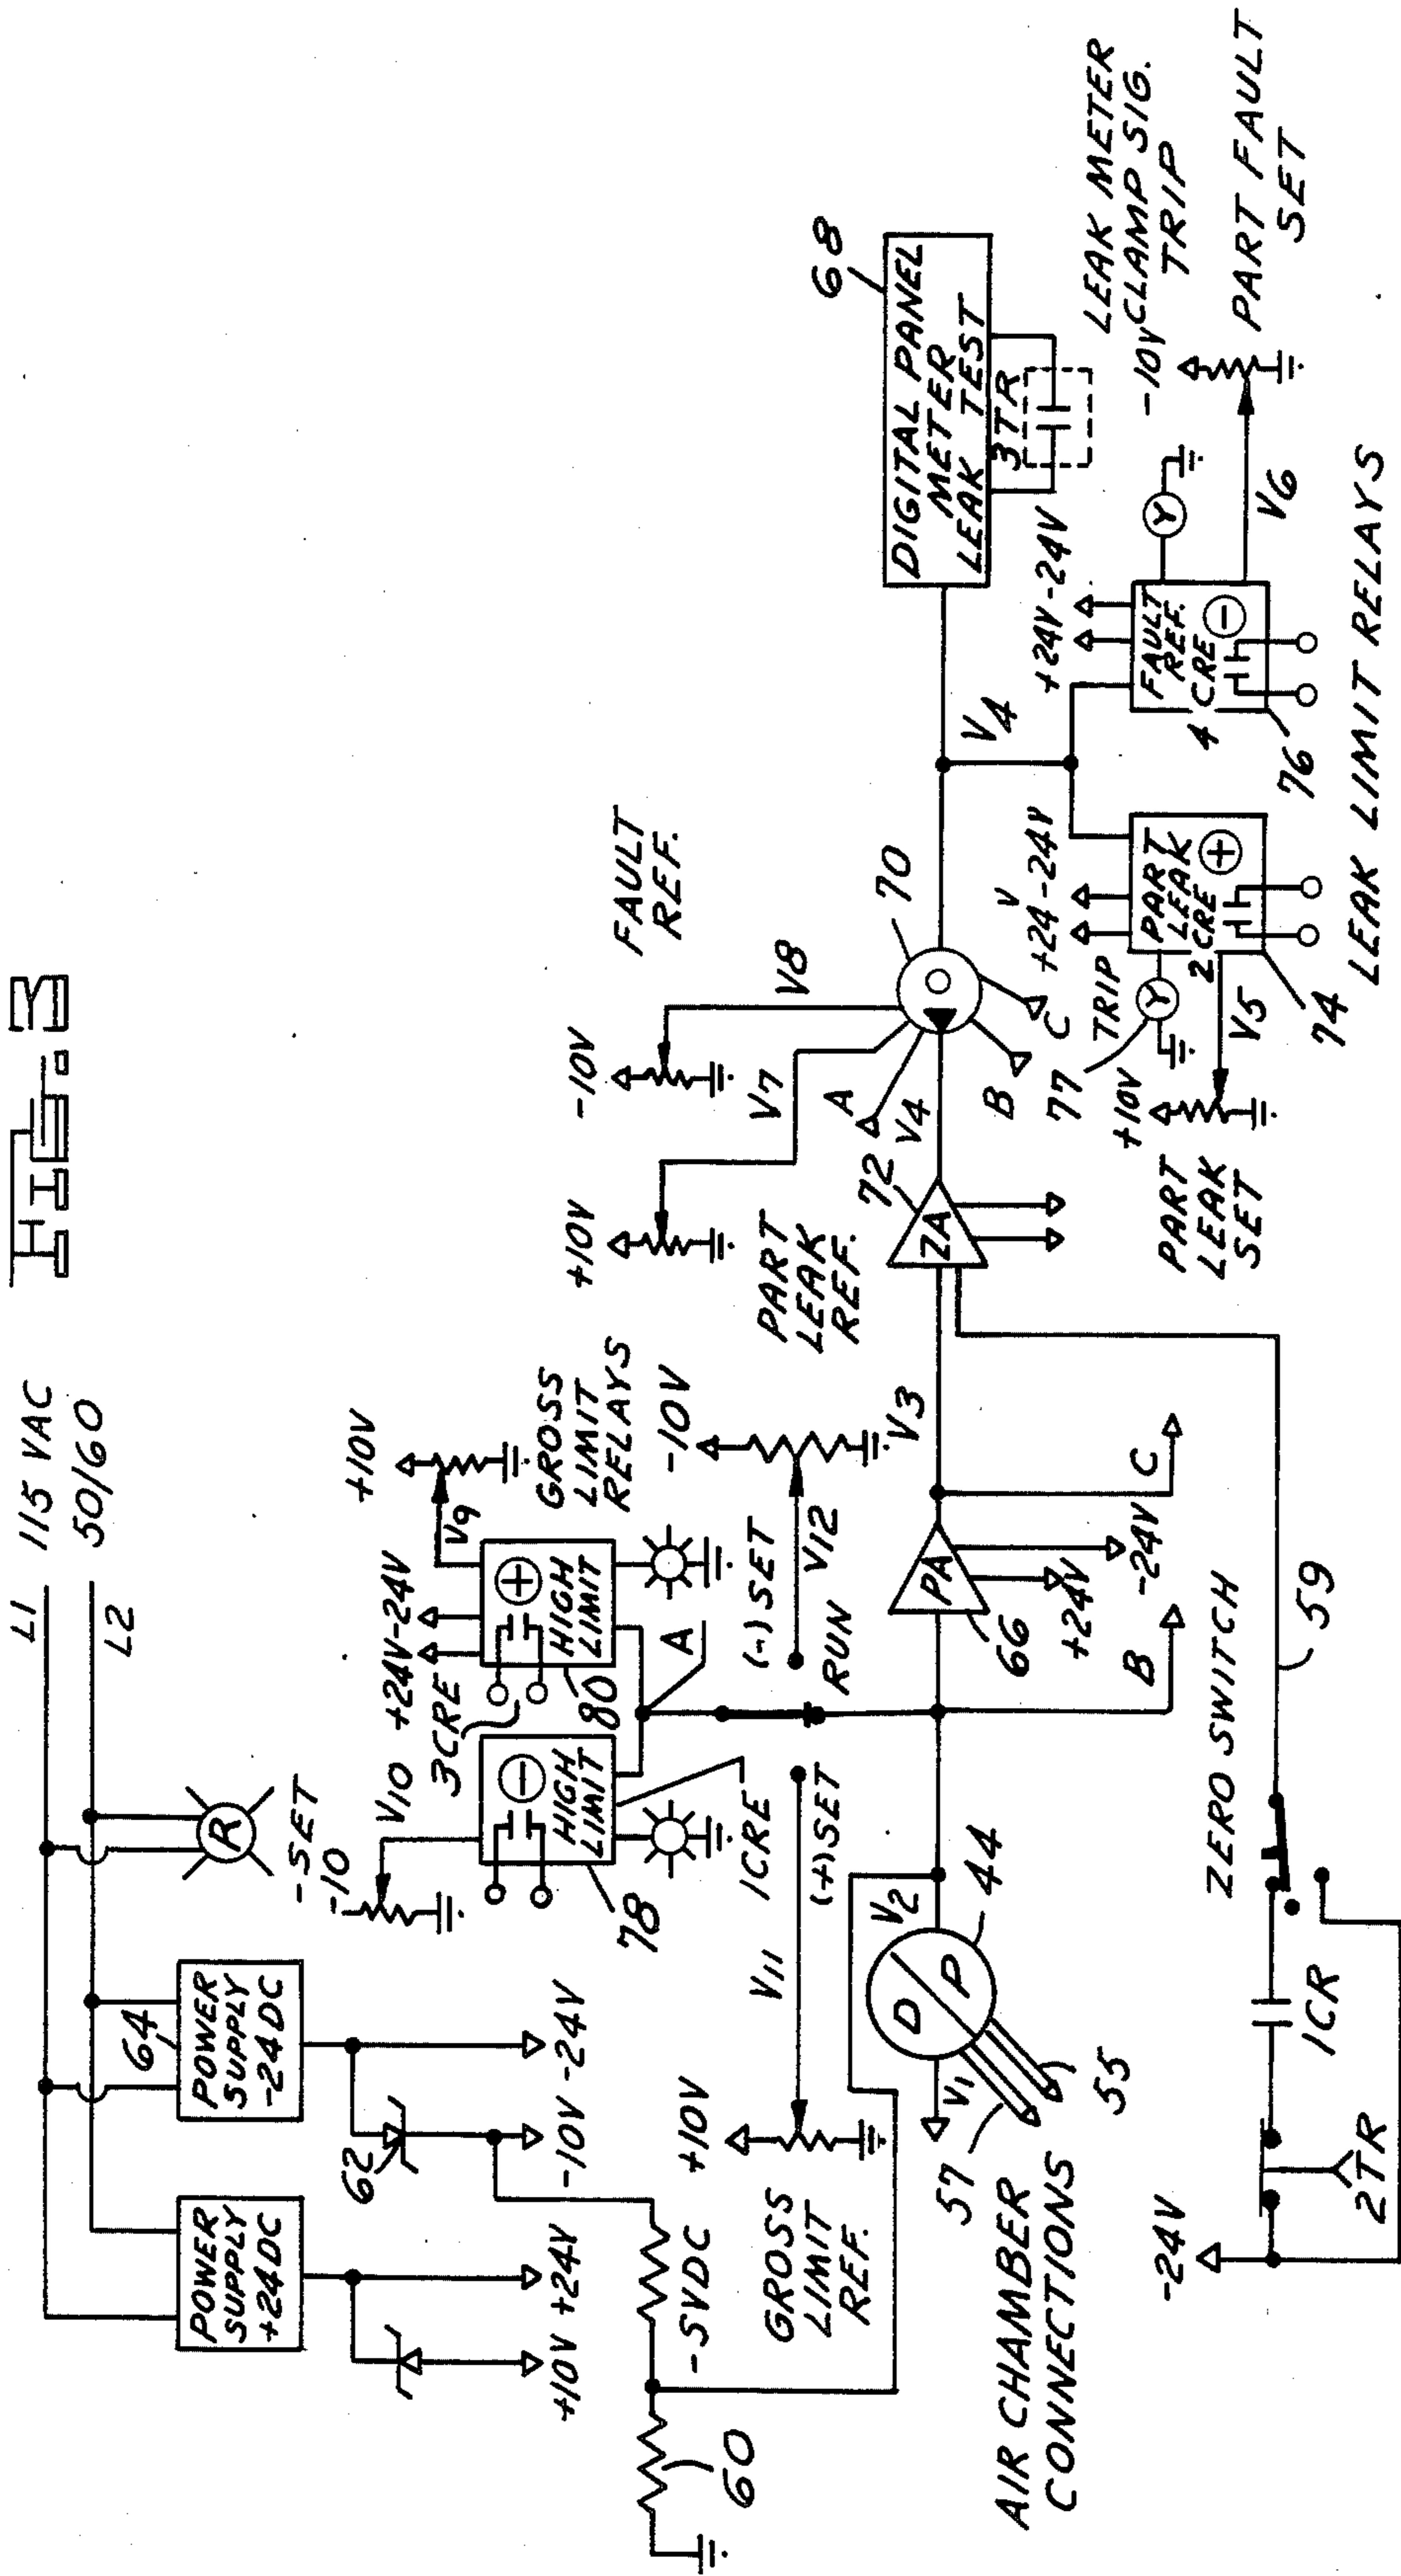 FIG. 3
L1 115 VAC
50/60
L2
POWER
SUPPLY
+24DC
64
POWER
SUPPLY
-24DC
62
+10V +24V
-10V -24V
R
-SET
-10
V10
+24V-24V
3CRE
V9
+10V
GROSS
LIMIT
RELAYS
HIGH
LIMIT
78
HIGH
LIMIT
80
1CRE
A
60
-5VDC
+10V
GROSS
LIMIT
REF.
V11
(+)SET
RUN
(-)SET
V12
-10V
V1
D
P
V2
44
57
55
AIR CHAMBER
CONNECTIONS
PA
66
+24V
-24V
B
C
V3
ZA
72
V4
A
B
C
O
70
+10V
PART
LEAK
REF.
V7
-10V
V8
FAULT
REF.
V4
DIGITAL PANEL
METER
LEAK TEST
68
3TR
LEAK METER
CLAMP SIG.
TRIP
-10V
PART FAULT
SET
V6
Y
+24V-24V
FAULT
REF.
CRE
4
76
V
+24-24V
PART
LEAK
CRE
2
74
TRIP
Y
77
+10V
V5
PART
LEAK
SET
LEAK LIMIT RELAYS
-24V
2TR
1CR
ZERO SWITCH
59